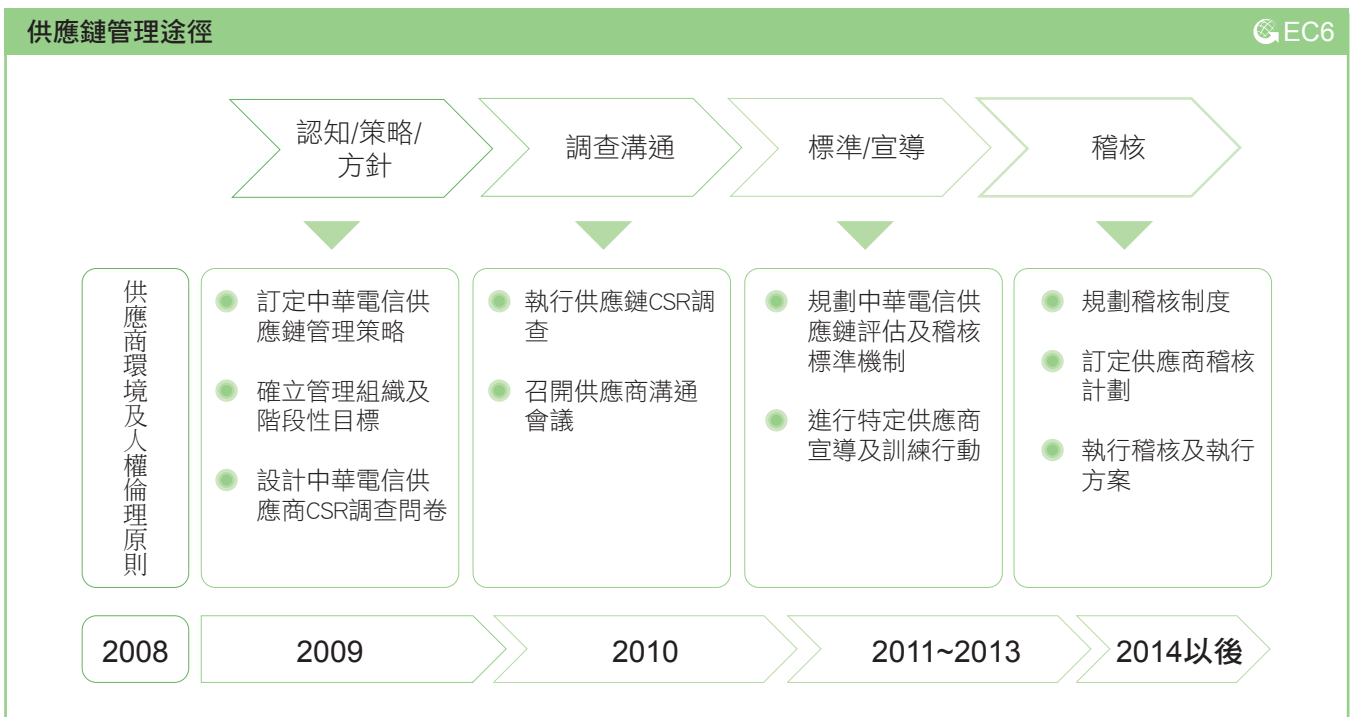 供應鏈管理途徑
EC6
認知/策略/
方針
調查溝通
標準/宣導
稽核
供應商環境及人權倫理原則
訂定中華電信供
應鏈管理策略
確立管理組織及
階段性目標
設計中華電信供
應商CSR調查問卷
執行供應鏈CSR調
查
召開供應商溝通
會議
規劃中華電信供
應鏈評估及稽核
標準機制
進行特定供應商
宣導及訓練行動
規劃稽核制度
訂定供應商稽核
計劃
執行稽核及執行
方案
2008
2009
2010
2011~2013
2014以後